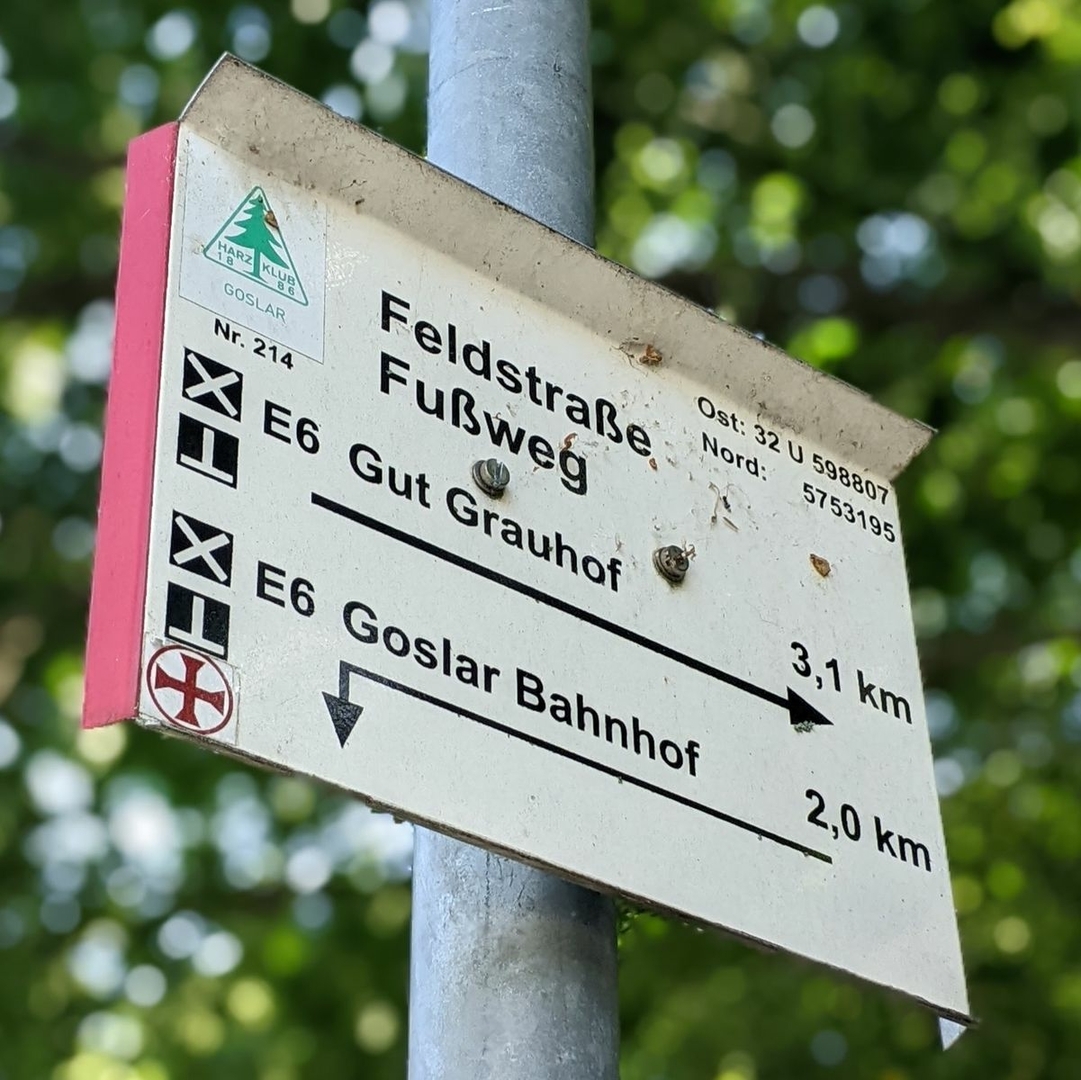 HARZ KLUB
18 86
GOSLAR
Nr. 214
Feldstraße
Fußweg
Ost: 32 U 598807
Nord: 5753195
E6 Gut Grauhof
3,1 km
E6 Goslar Bahnhof
2,0 km